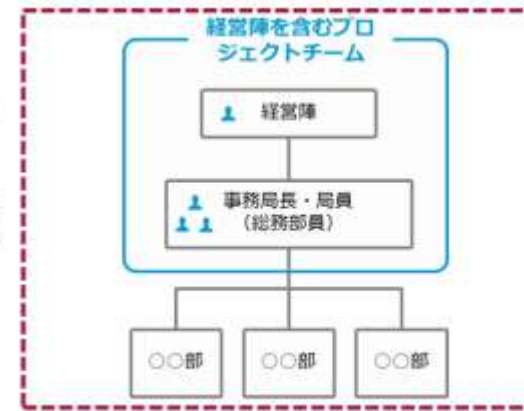 経営陣を含むプロ
ジェクトチーム
経営陣
事務局長・局員
(総務部員)
○○部
○○部
○○部